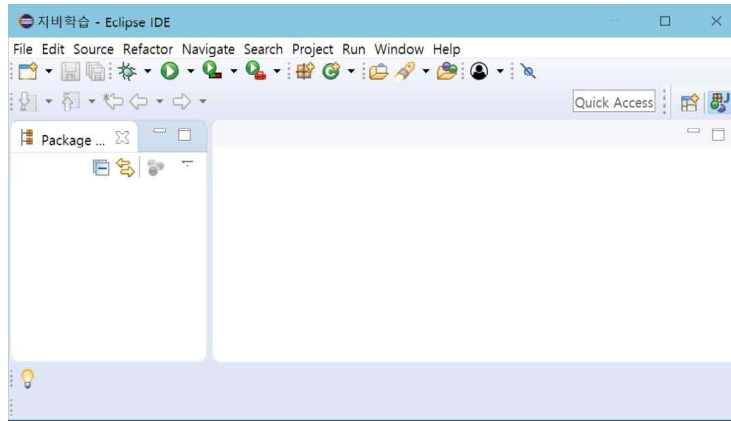 지비학습 - Eclipse IDE
File Edit Source Refactor Navigate Search Project Run Window Help
Quick Access
Package ...